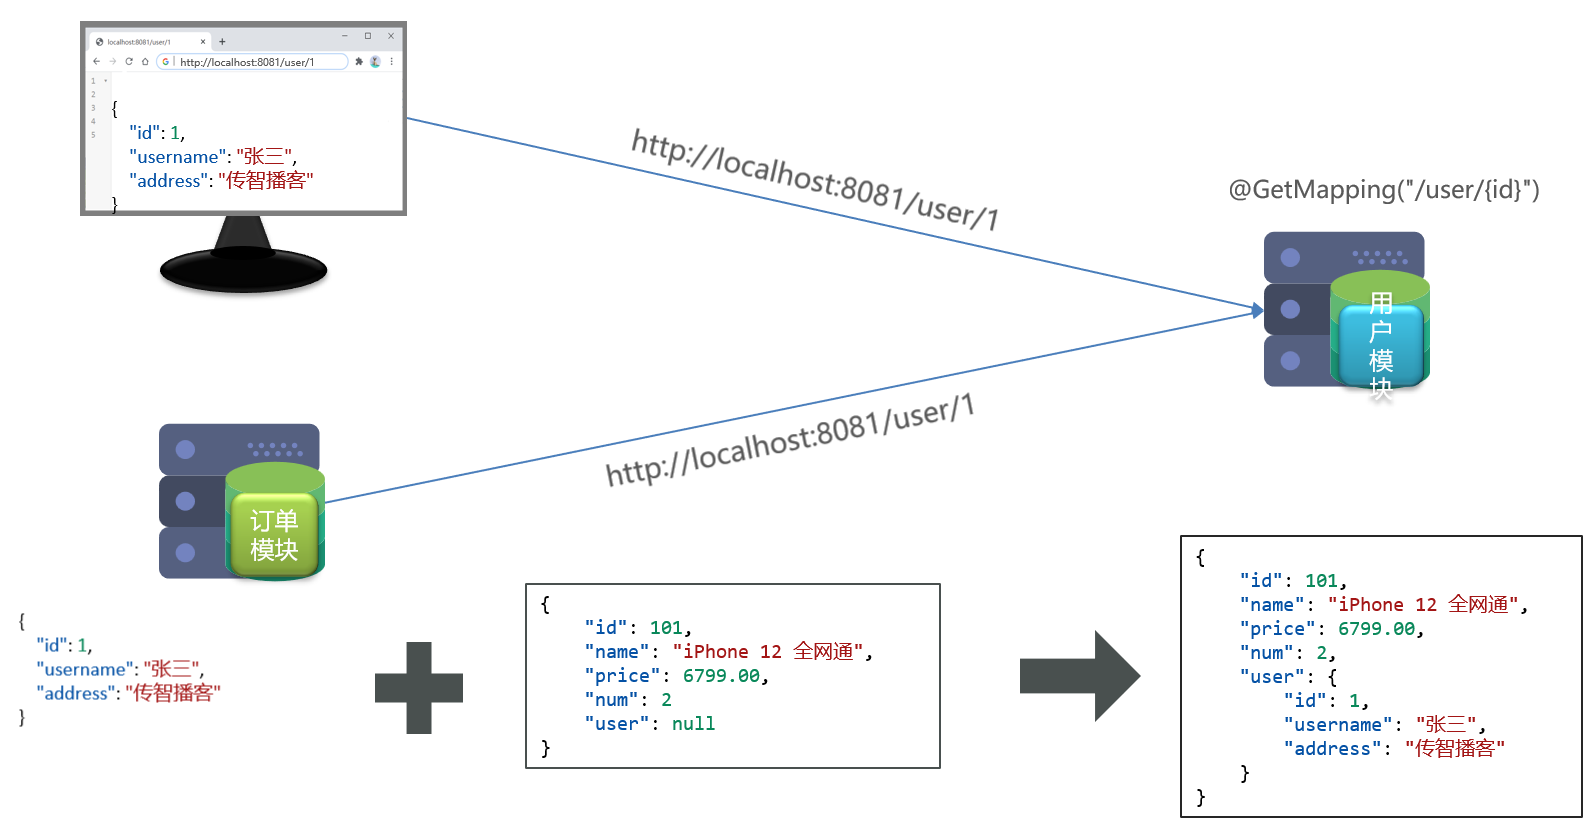 localhost:8081/user/1
http://localhost:8081/user/1
1
2
3
4
5
{
"id": 1,
"username": "张三",
"address": "传智播客"
}
http://localhost:8081/user/1
@GetMapping("/user/{id}")
用
户
模
块
http://localhost:8081/user/1
订单
模块
{
"id": 1,
"username": "张三",
"address": "传智播客"
}
{
"id": 101,
"name": "iPhone 12 全网通",
"price": 6799.00,
"num": 2
"user": null
}
{
"id": 101,
"name": "iPhone 12 全网通",
"price": 6799.00,
"num": 2,
"user": {
"id": 1,
"username": "张三",
"address": "传智播客"
}
}